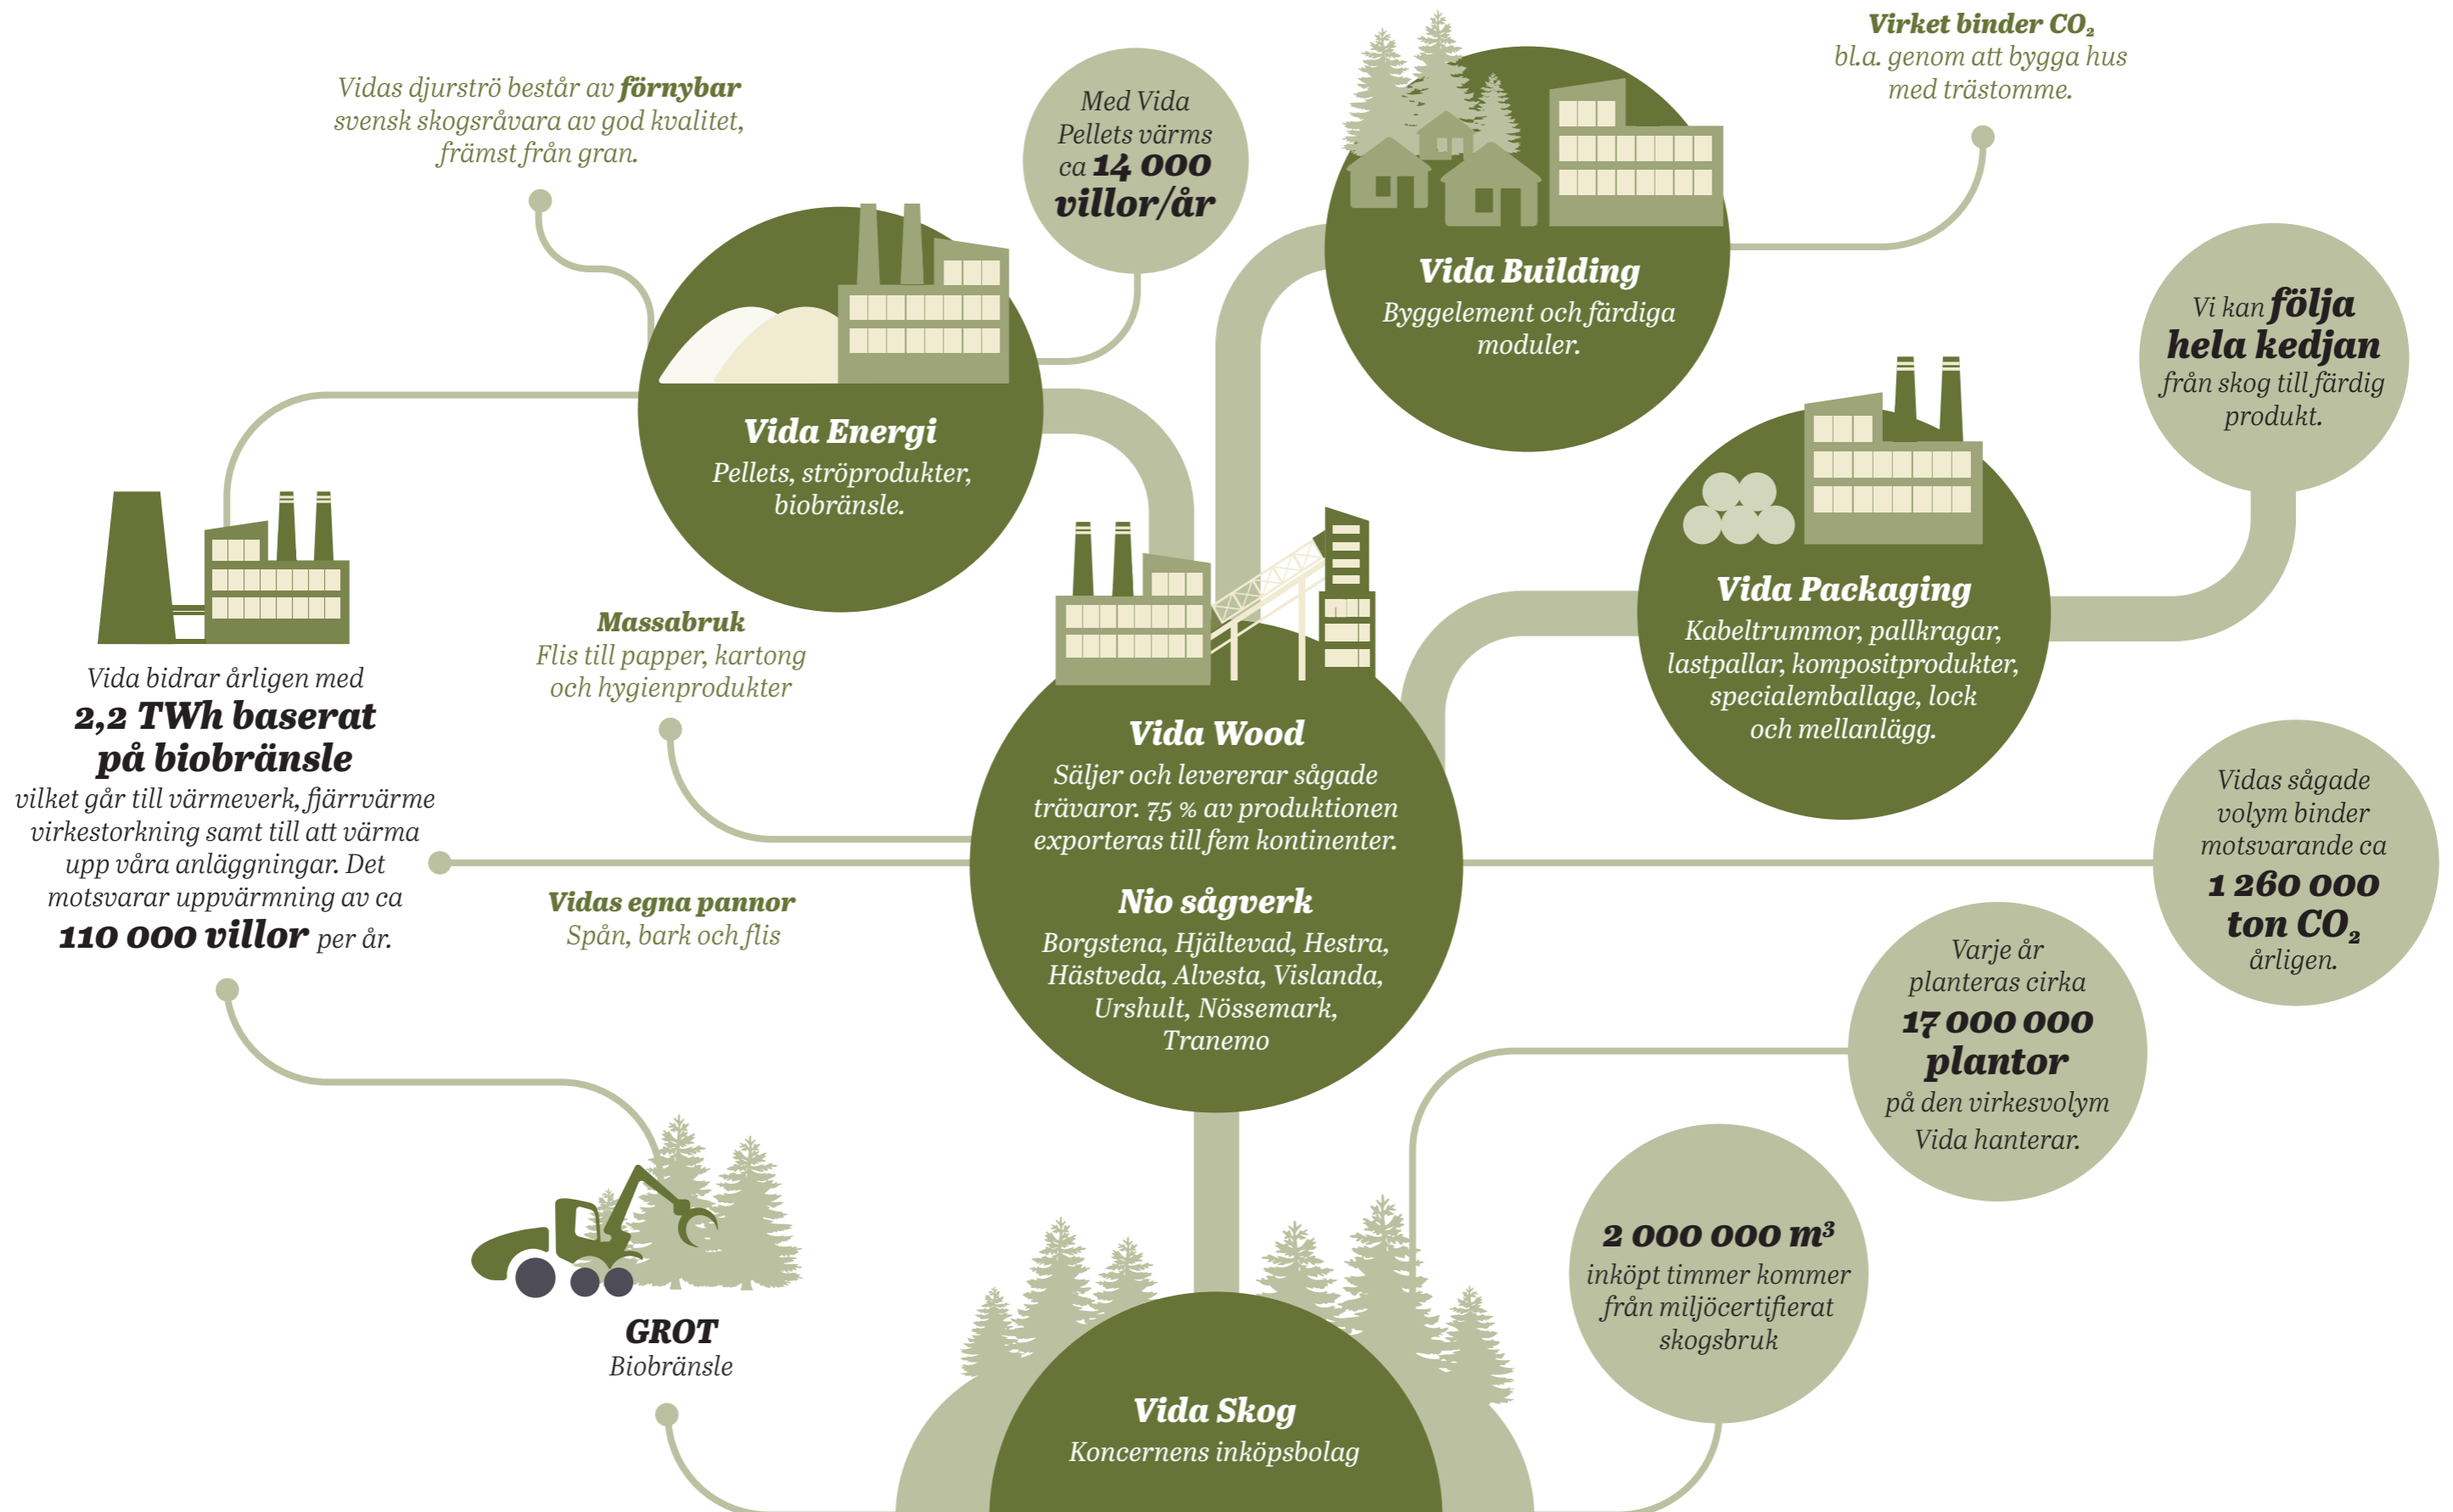 Vidas djurströ består av förnybar
svensk skogsråvara av god kvalitet,
främst från gran.
Med Vida
Pellets värms
ca 14 000
villor/år
Virket binder CO₂
bl.a. genom att bygga hus
med trästomme.
Vida Building
Byggelement och färdiga
moduler.
Vi kan följa
hela kedjan
från skog till färdig
produkt.
Vida Energi
Pellets, ströprodukter,
biobränsle.
Vida Packaging
Kabeltrummor, pallkragar,
lastpallar, kompositprodukter,
specialemballage, lock
och mellanlägg.
Massabruk
Flis till papper, kartong
och hygienprodukter
Vida bidrar årligen med
2,2 TWh baserat
på biobränsle
vilket går till värmeverk, fjärrvärme
virkestorkning samt till att värma
upp våra anläggningar. Det
motsvarar uppvärmning av ca
110 000 villor per år.
Vida Wood
Säljer och levererar sågade
trävaror. 75 % av produktionen
exporteras till fem kontinenter.
Nio sågverk
Borgstena, Hjältevad, Hestra,
Hästveda, Alvesta, Vislanda,
Urshult, Nössemark,
Tranemo
Vidas egna pannor
Spån, bark och flis
Vidas sågade
volym binder
motsvarande ca
1 260 000
ton CO₂
årligen.
Varje år
planteras cirka
17 000 000
plantor
på den virkesvolym
Vida hanterar.
2 000 000 m³
inköpt timmer kommer
från miljöcertifierat
skogsbruk
GROT
Biobränsle
Vida Skog
Koncernens inköpsbolag